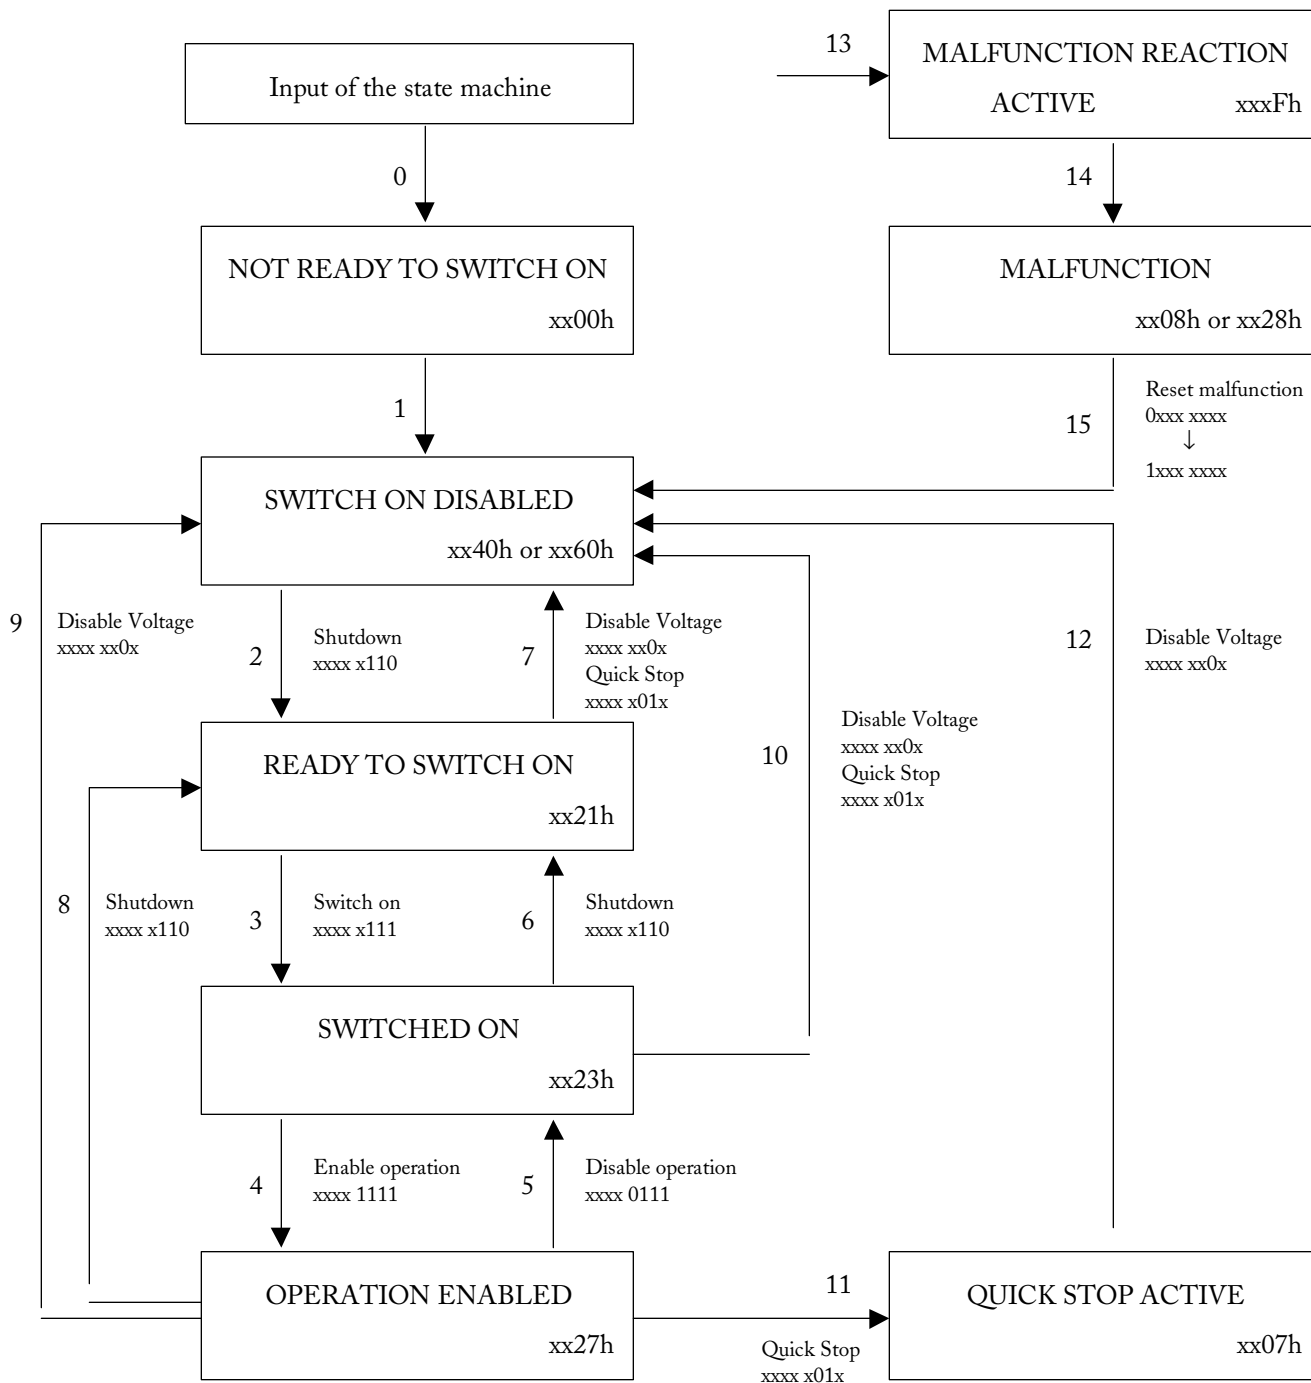 Input of the state machine
0
NOT READY TO SWITCH ON
xx00h
1
SWITCH ON DISABLED
xx40h or xx60h
9
Disable Voltage
xxxx xx0x
2
Shutdown
xxxx x110
7
Disable Voltage
xxxx xx0x
Quick Stop
xxxx x01x
READY TO SWITCH ON
xx21h
8
Shutdown
xxxx x110
3
Switch on
xxxx x111
6
Shutdown
xxxx x110
SWITCHED ON
xx23h
10
Disable Voltage
xxxx xx0x
Quick Stop
xxxx x01x
4
Enable operation
xxxx 1111
5
Disable operation
xxxx 0111
OPERATION ENABLED
xx27h
11
Quick Stop
xxxx x01x
13
MALFUNCTION REACTION
ACTIVE xxxFh
14
MALFUNCTION
xx08h or xx28h
15
Reset malfunction
0xxx xxxx
↓
1xxx xxxx
12
Disable Voltage
xxxx xx0x
QUICK STOP ACTIVE
xx07h